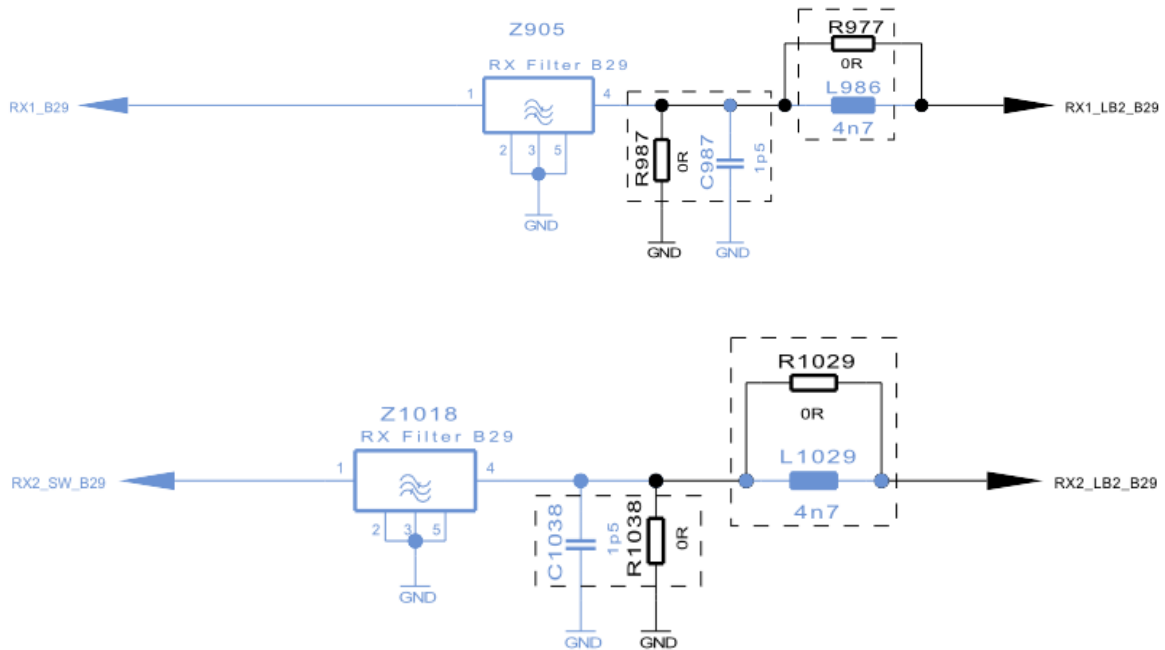 Z905
RX Filter B29
1
4
2
3
5
GND
RX1_B29
R987
0R
GND
C987
1p5
GND
R977
0R
L986
4n7
RX1_LB2_B29
Z1018
RX Filter B29
1
4
2
3
5
GND
RX2_SW_B29
C1038
1p5
GND
R1038
0R
GND
R1029
0R
L1029
4n7
RX2_LB2_B29